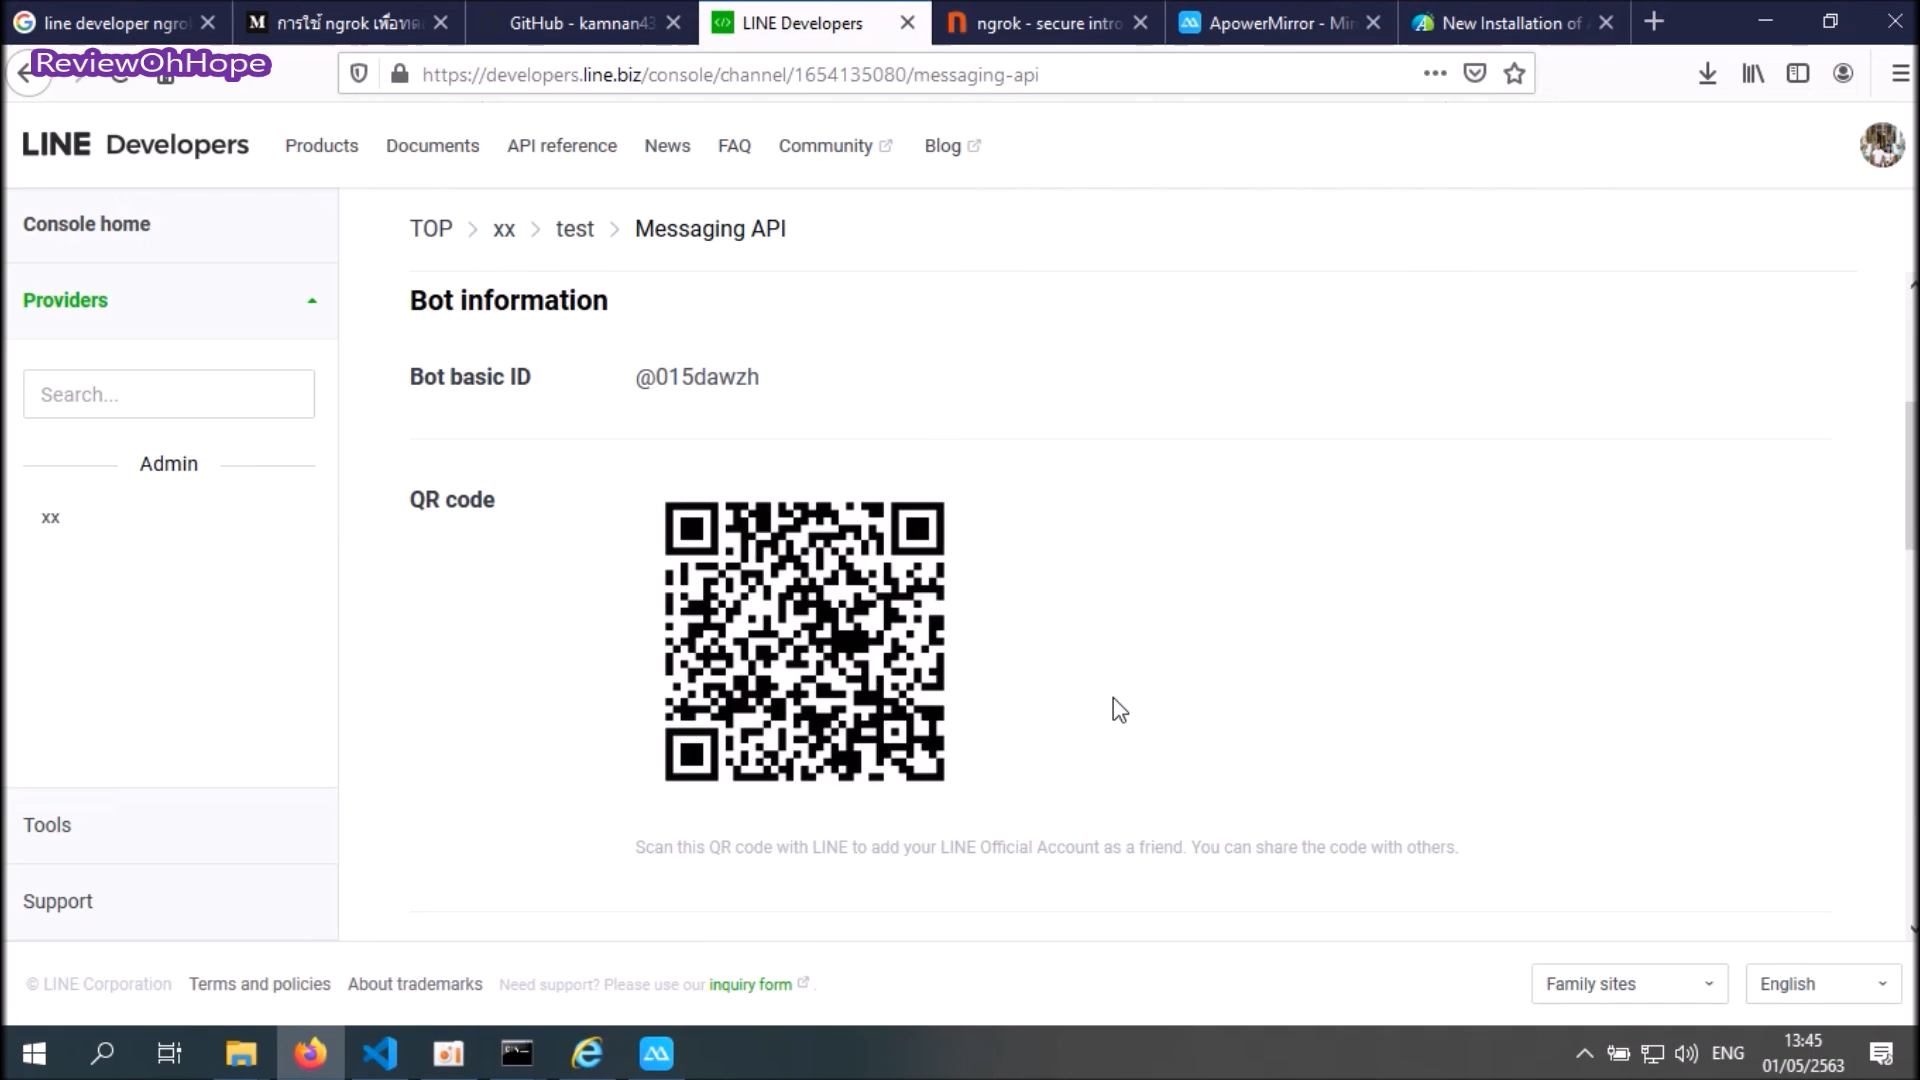 line developer ngro
การใช้ ngrok เพื่อทด
GitHub - kamnan43
LINE Developers
ngrok - secure intro
ApowerMirror - Mir
New Installation of
ReviewOhHope
https://developers.line.biz/console/channel/1654135080/messaging-api
LINE Developers
Products
Documents
API reference
News
FAQ
Community
Blog
Console home
Providers
Search...
Admin
xx
Tools
Support
TOP > xx > test > Messaging API
Bot information
Bot basic ID
@015dawzh
QR code
Scan this QR code with LINE to add your LINE Official Account as a friend. You can share the code with others.
© LINE Corporation
Terms and policies
About trademarks
Need support? Please use our inquiry form.
Family sites
English
ENG
13:45
01/05/2563